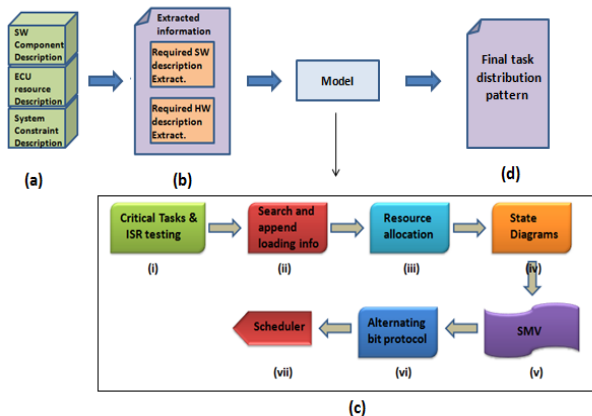 SW
Component
Description
ECU
resource
Description
System
Constraint
Description
(a)
Extracted
information
Required SW
description
Extract.
Required HW
description
Extract.
(b)
Model
Final task
distribution
pattern
(d)
Critical Tasks &
ISR testing
(i)
Search and
append
loading info
(ii)
Resource
allocation
(iii)
State
Diagrams
(iv)
SMV
(v)
Alternating
bit protocol
(vi)
Scheduler
(vii)
(c)